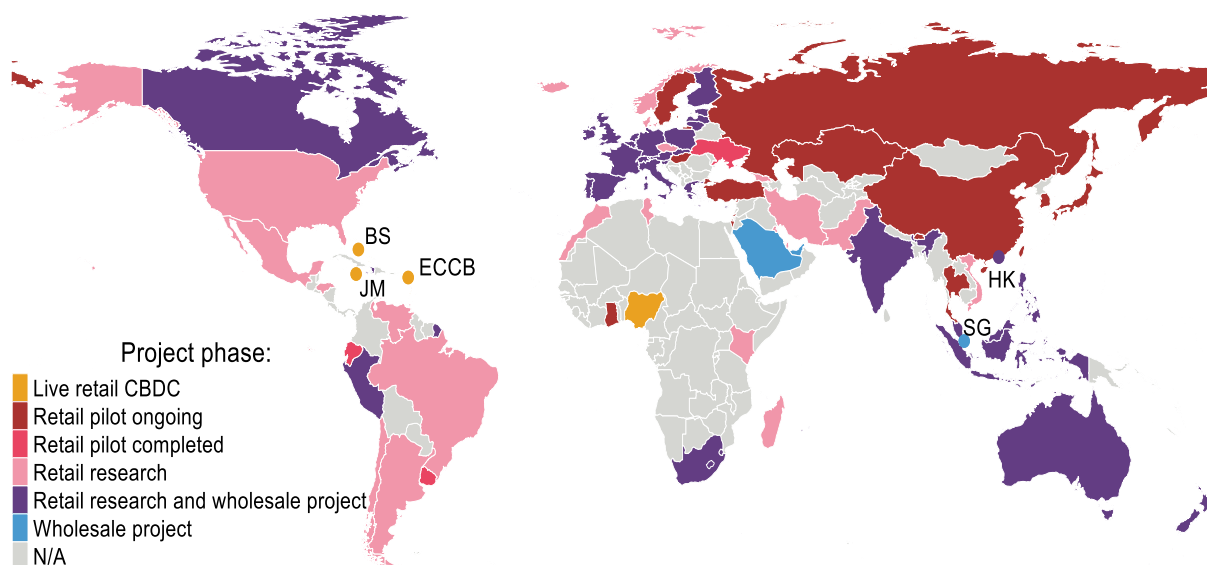 BS
ECCB
JM
HK
SG
Project phase:
Live retail CBDC
Retail pilot ongoing
Retail pilot completed
Retail research
Retail research and wholesale project
Wholesale project
N/A